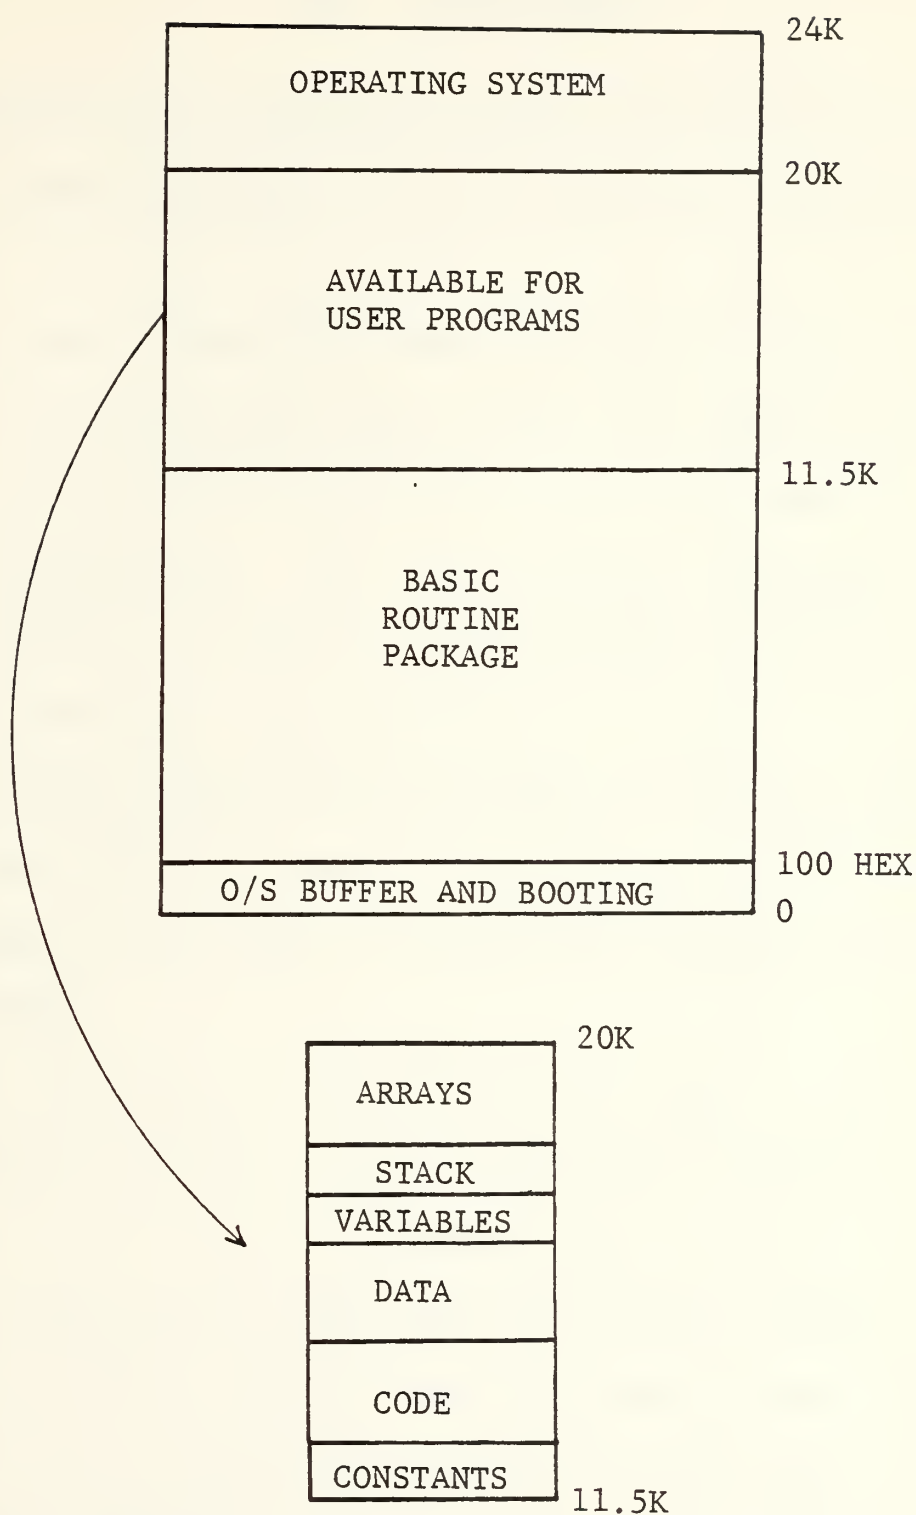 24K
OPERATING SYSTEM
20K
AVAILABLE FOR
USER PROGRAMS
11.5K
BASIC
ROUTINE
PACKAGE
100 HEX
O/S BUFFER AND BOOTING
0
20K
ARRAYS
STACK
VARIABLES
DATA
CODE
CONSTANTS
11.5K